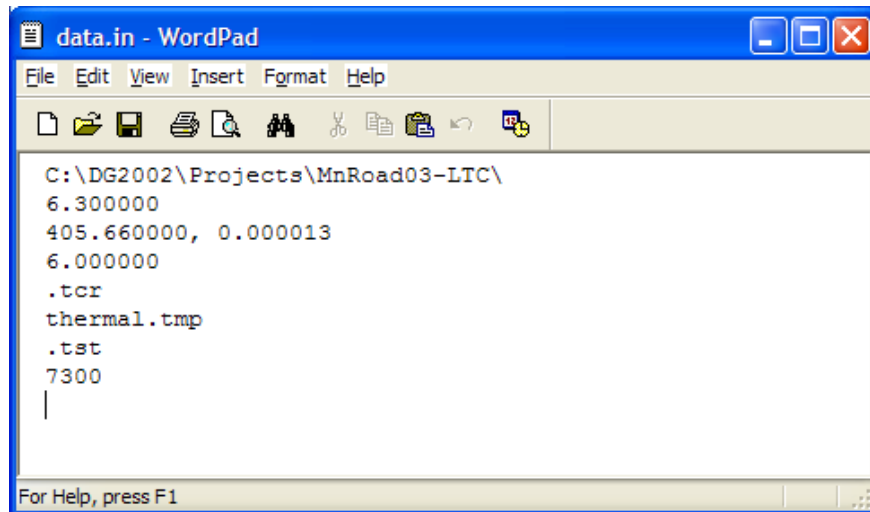 data.in - WordPad
File Edit View Insert Format Help
C:\DG2002\Projects\MnRoad03-LTC\
6.300000
405.660000, 0.000013
6.000000
.tcr
thermal.tmp
.tst
7300
For Help, press F1